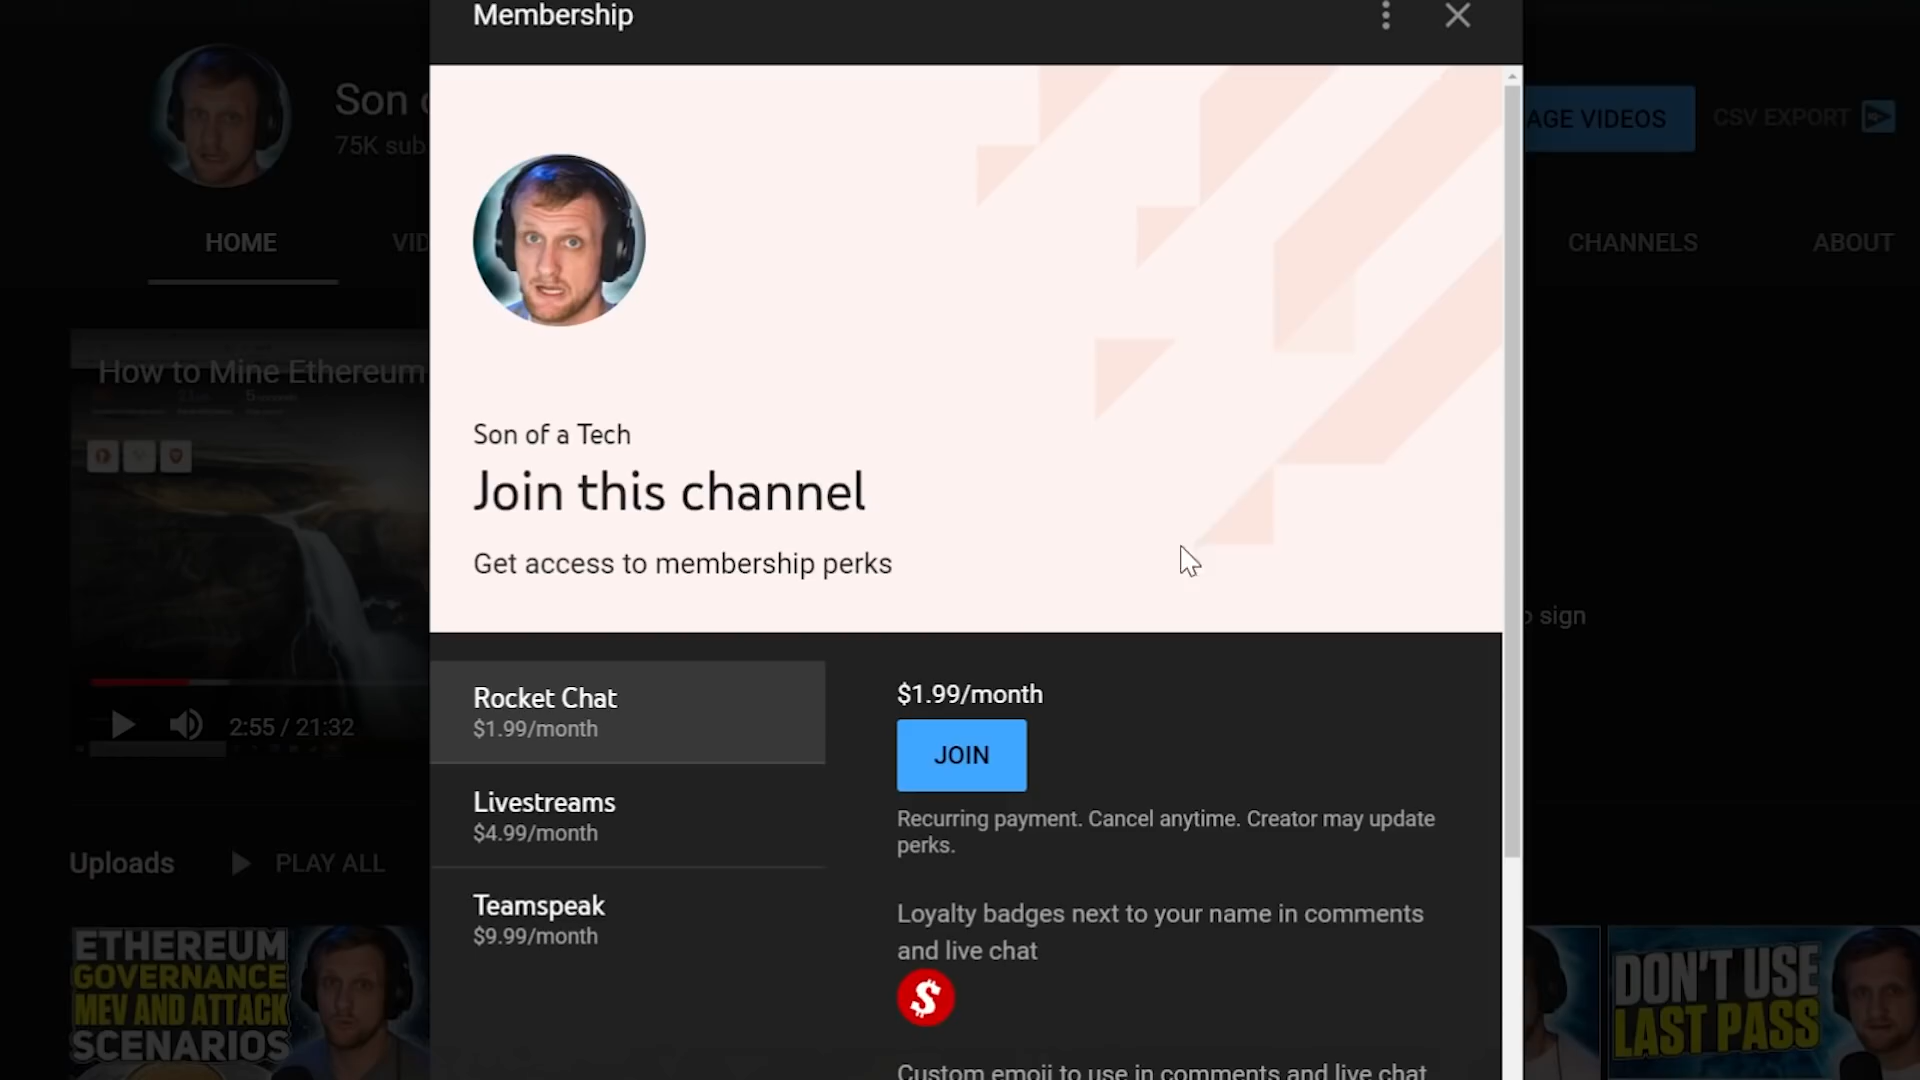 Membership
Son
75K sub
AGE VIDEOS
CSV EXPORT
HOME
VID
CHANNELS
ABOUT
How to Mine Ethereum
Son of a Tech
Join this channel
Get access to membership perks
sign
Rocket Chat
$1.99/month
$1.99/month
JOIN
2:55 / 21:32
Livestreams
$4.99/month
Recurring payment. Cancel anytime. Creator may update
perks.
Uploads
PLAY ALL
Teamspeak
$9.99/month
Loyalty badges next to your name in comments
and live chat
$
ETHEREUM
GOVERNANCE
MEV AND ATTACK
SCENARIOS
DON'T USE
LAST PASS
Custom emoji to use in comments and live chat